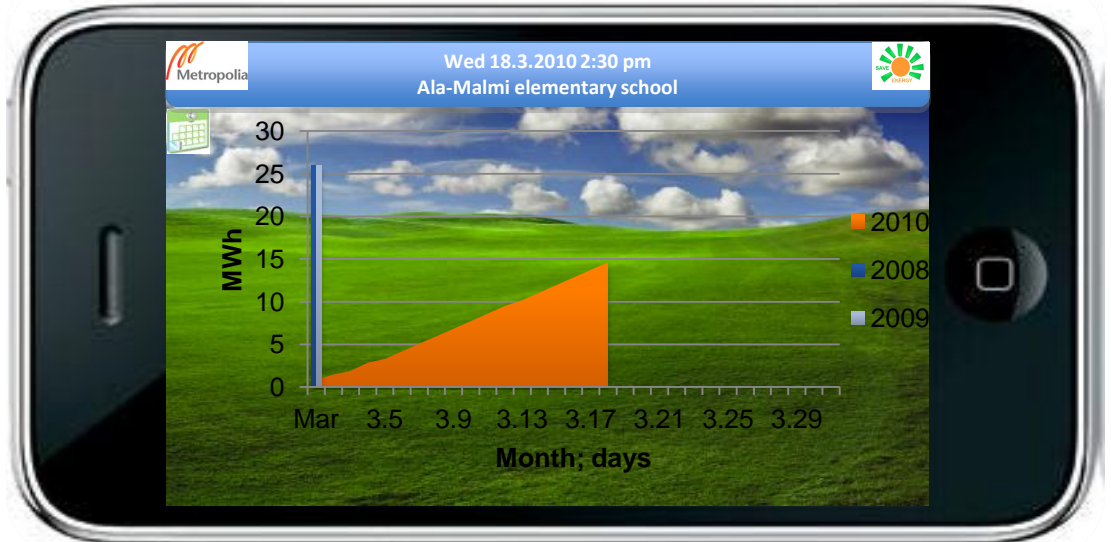 Metropolia
Wed 18.3.2010 2:30 pm
Ala-Malmi elementary school
SAVE
ENERGY
30
25
20
15
10
5
0
MWh
2010
2008
2009
Mar 3.5 3.9 3.13 3.17 3.21 3.25 3.29
Month; days